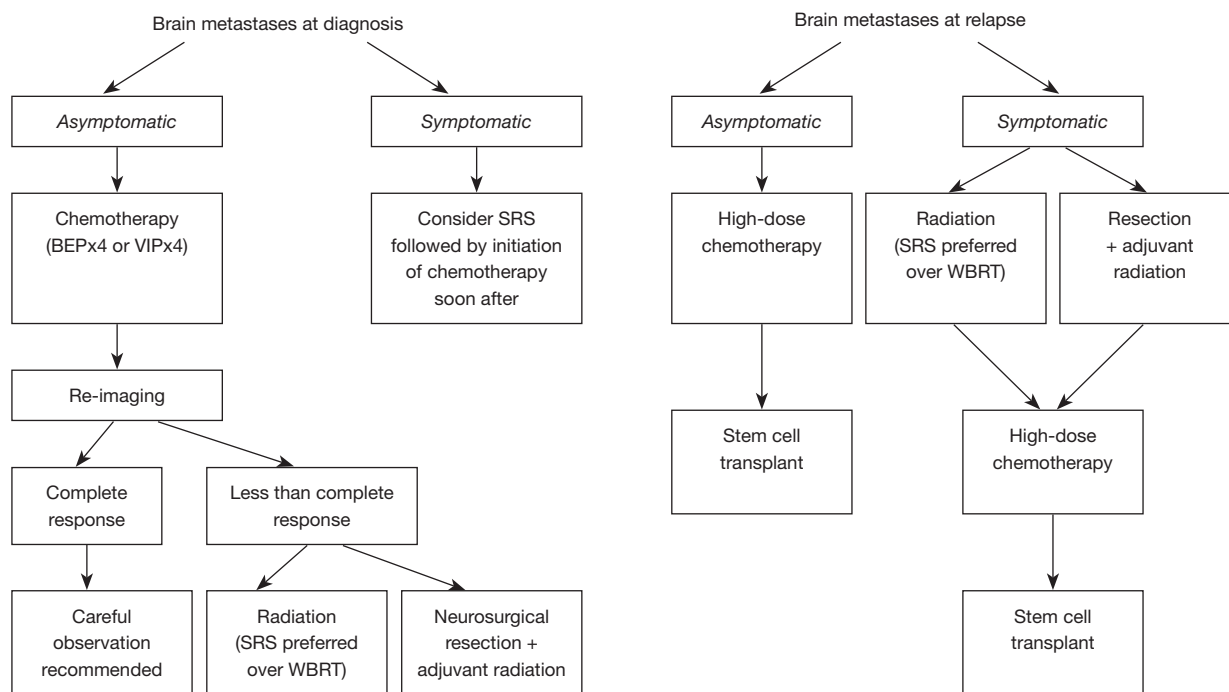 Brain metastases at diagnosis
Asymptomatic
Symptomatic
Chemotherapy
(BEPx4 or VIPx4)
Consider SRS
followed by initiation
of chemotherapy
soon after
Re-imaging
Complete
response
Less than complete
response
Careful
observation
recommended
Radiation
(SRS preferred
over WBRT)
Neurosurgical
resection +
adjuvant radiation
Brain metastases at relapse
Asymptomatic
Symptomatic
High-dose
chemotherapy
Radiation
(SRS preferred
over WBRT)
Resection
+ adjuvant
radiation
Stem cell
transplant
High-dose
chemotherapy
Stem cell
transplant